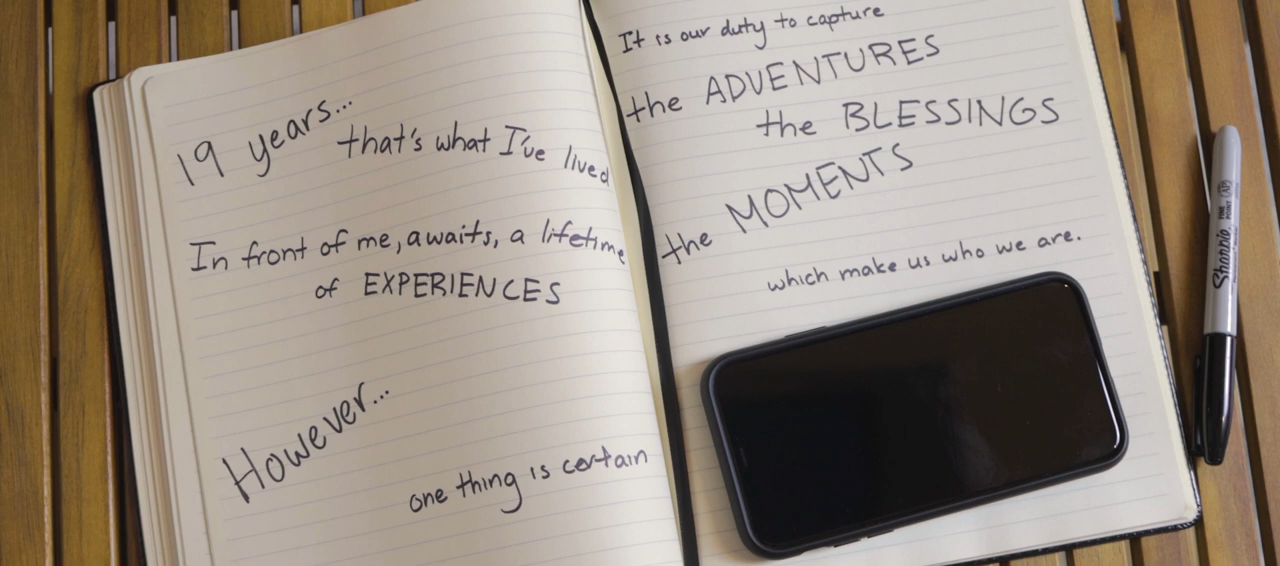 19 years...
that's what I've lived
In front of me, awaits, a lifetime
of EXPERIENCES
However...
one thing is certain
It is our duty to capture
the ADVENTURES
the BLESSINGS
the MOMENTS
which make us who we are.
Sharpie
FINE POINT